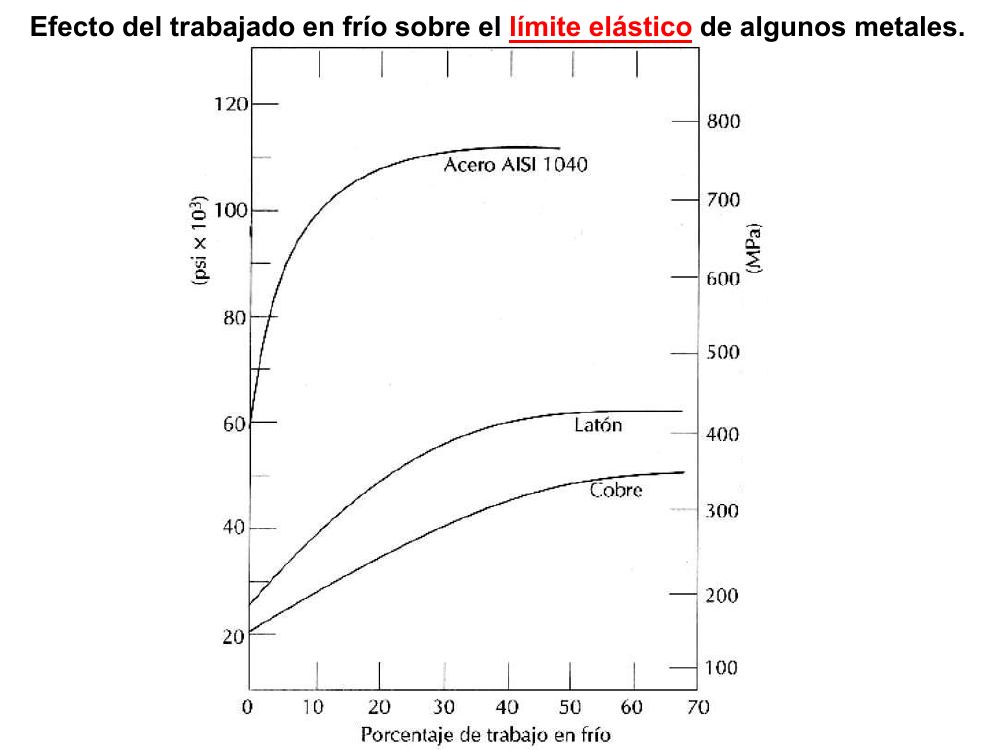 Efecto del trabajado en frío sobre el límite elástico de algunos metales.
120
100
80
60
40
20
(psi × 10³)
800
700
600
500
400
300
200
100
(MPa)
Acero AISI 1040
Latón
Cobre
0 10 20 30 40 50 60 70
Porcentaje de trabajo en frío